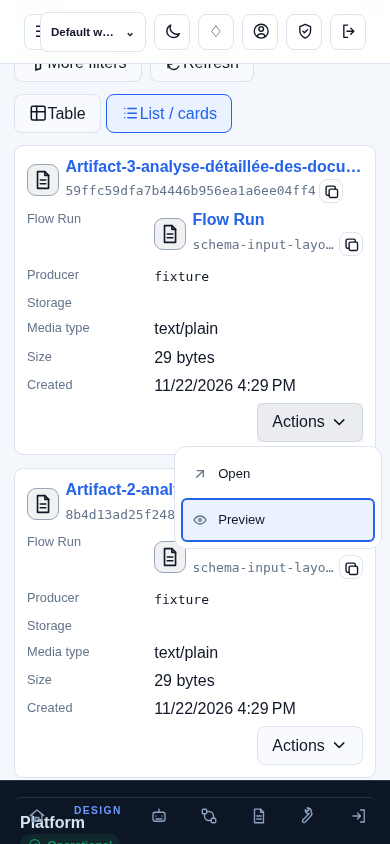 Default w… ⌄
More filters
Refresh
Table
List / cards
Artifact-3-analyse-détaillée-des-docu…
59ffc59dfa7b4446b956ea1a6ee04ff4
Flow Run
Flow Run
schema-input-layo…
Producer
fixture
Storage
Media type
text/plain
Size
29 bytes
Created
11/22/2026 4:29 PM
Actions
Open
Preview
Artifact-2-anal
8b4d13ad25f248
Flow Run
schema-input-layo…
Producer
fixture
Storage
Media type
text/plain
Size
29 bytes
Created
11/22/2026 4:29 PM
Actions
DESIGN
Platform
Operational